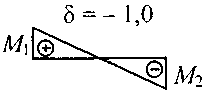 δ = – 1,0
M₁ ⊕
⊖ M₂